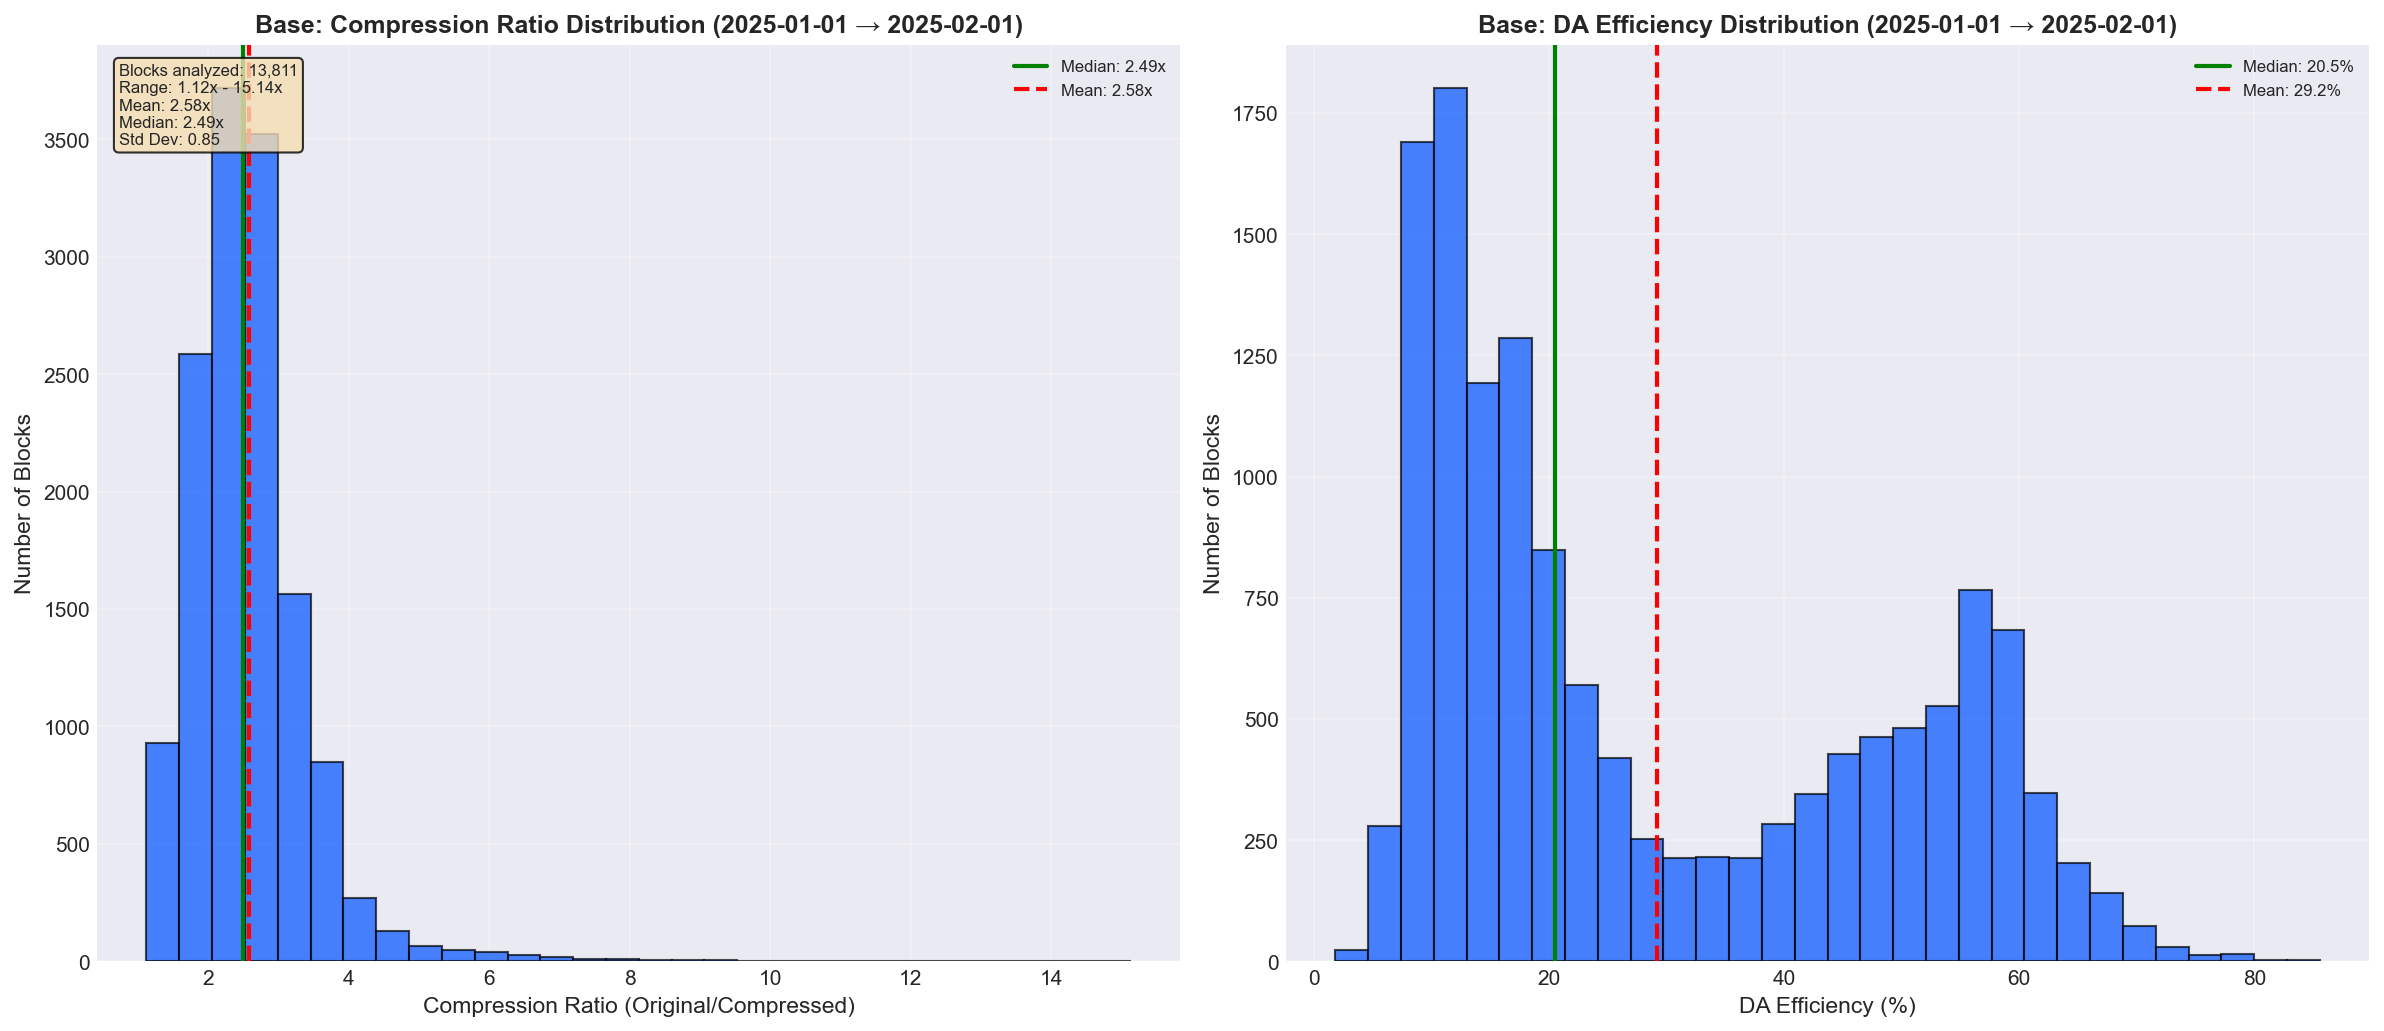 Base: Compression Ratio Distribution (2025-01-01 → 2025-02-01)
Blocks analyzed: 13,811
Range: 1.12x - 15.14x
Mean: 2.58x
Median: 2.49x
Std Dev: 0.85
Median: 2.49x
Mean: 2.58x
Number of Blocks
3500
3000
2500
2000
1500
1000
500
0
2 4 6 8 10 12 14
Compression Ratio (Original/Compressed)
Base: DA Efficiency Distribution (2025-01-01 → 2025-02-01)
Median: 20.5%
Mean: 29.2%
Number of Blocks
1750
1500
1250
1000
750
500
250
0
0 20 40 60 80
DA Efficiency (%)